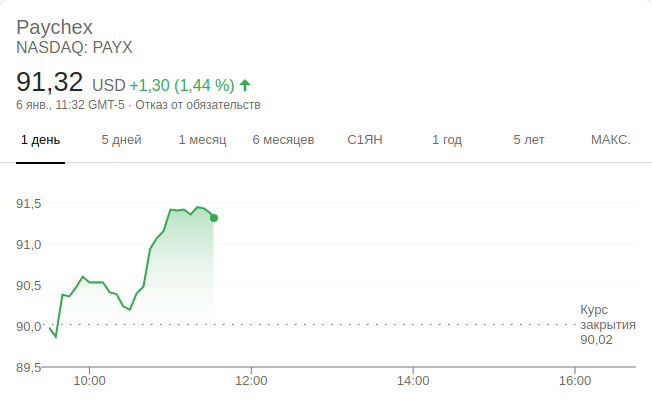 Paychex
NASDAQ: PAYX
91,32 USD +1,30 (1,44 %)
6 янв., 11:32 GMT-5 · Отказ от обязательств
1 день 5 дней 1 месяц 6 месяцев С1ЯН 1 год 5 лет МАКС.
91,5
91,0
90,5
90,0
89,5
Курс
закрытия
90,02
10:00 12:00 14:00 16:00